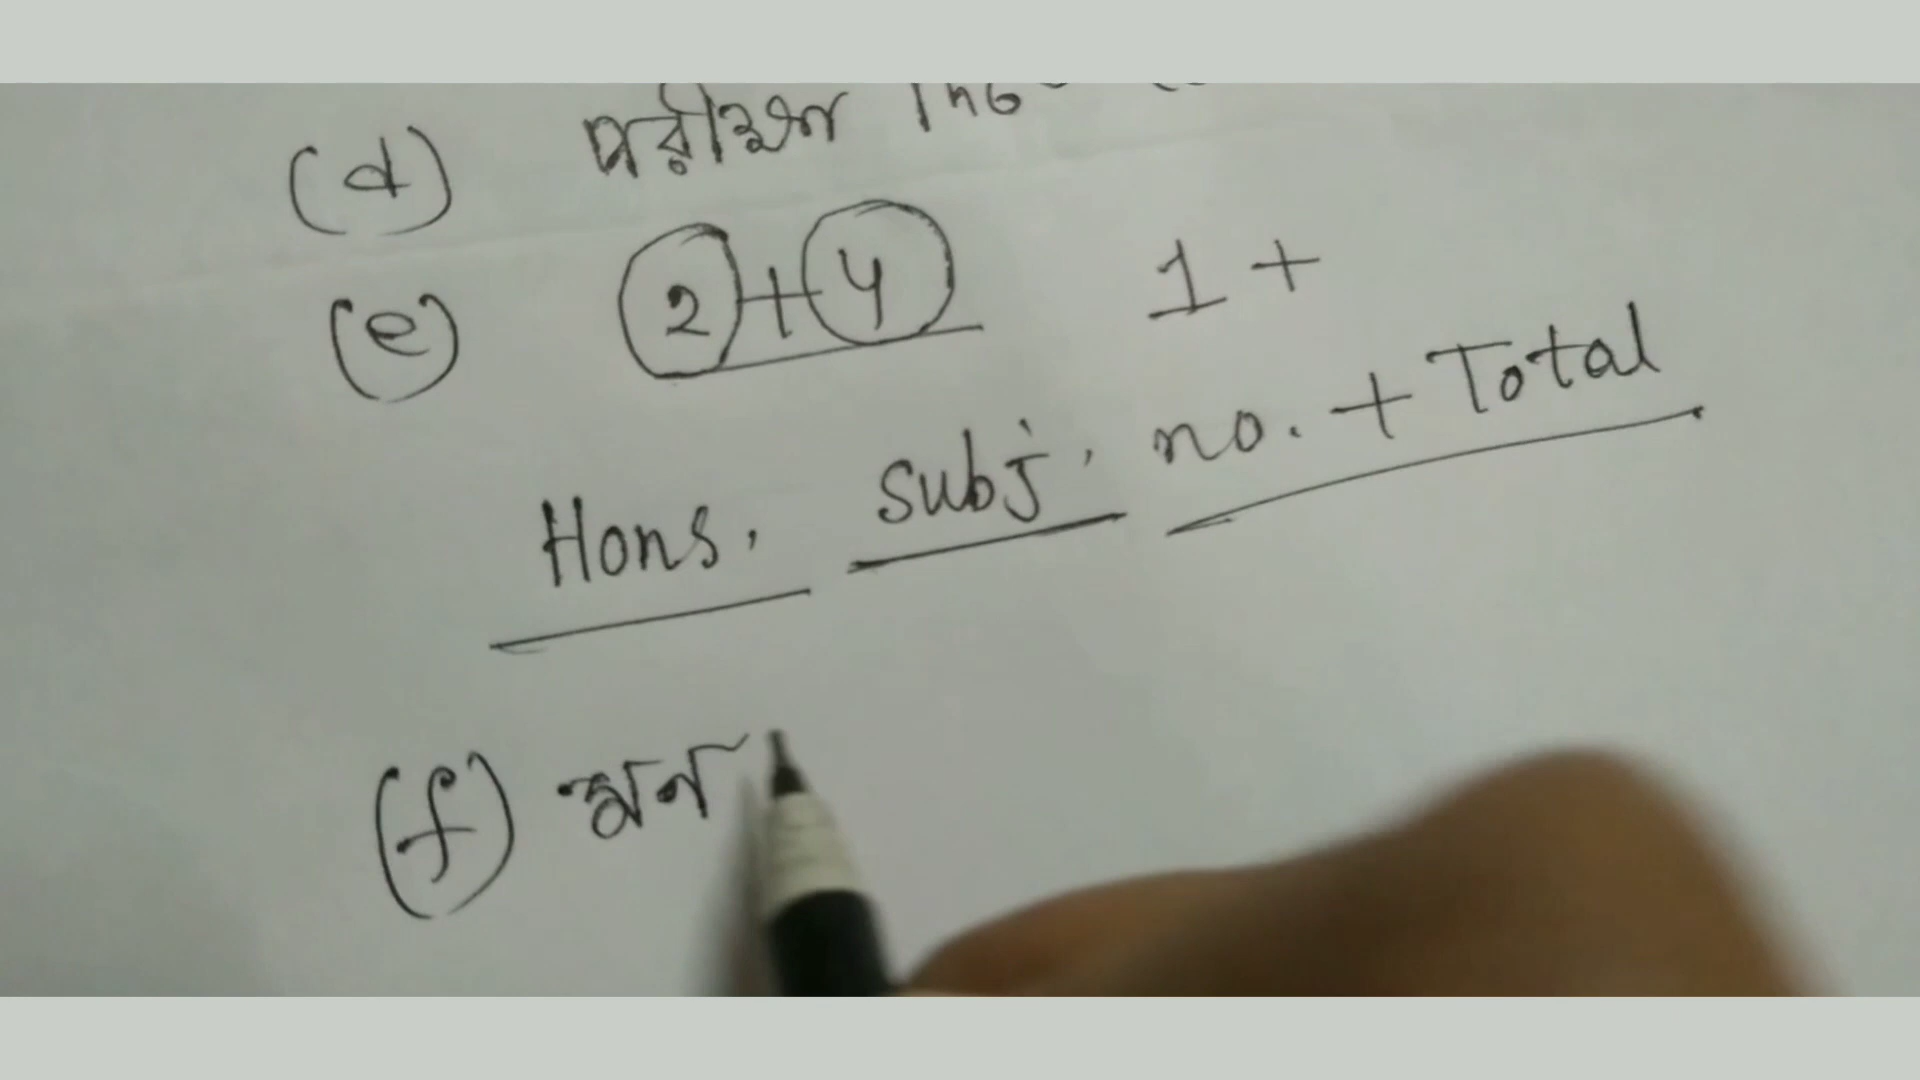 (d) পরীক্ষা
(e) 2+4 1+
Hons. Subj. no. + Total
(f)